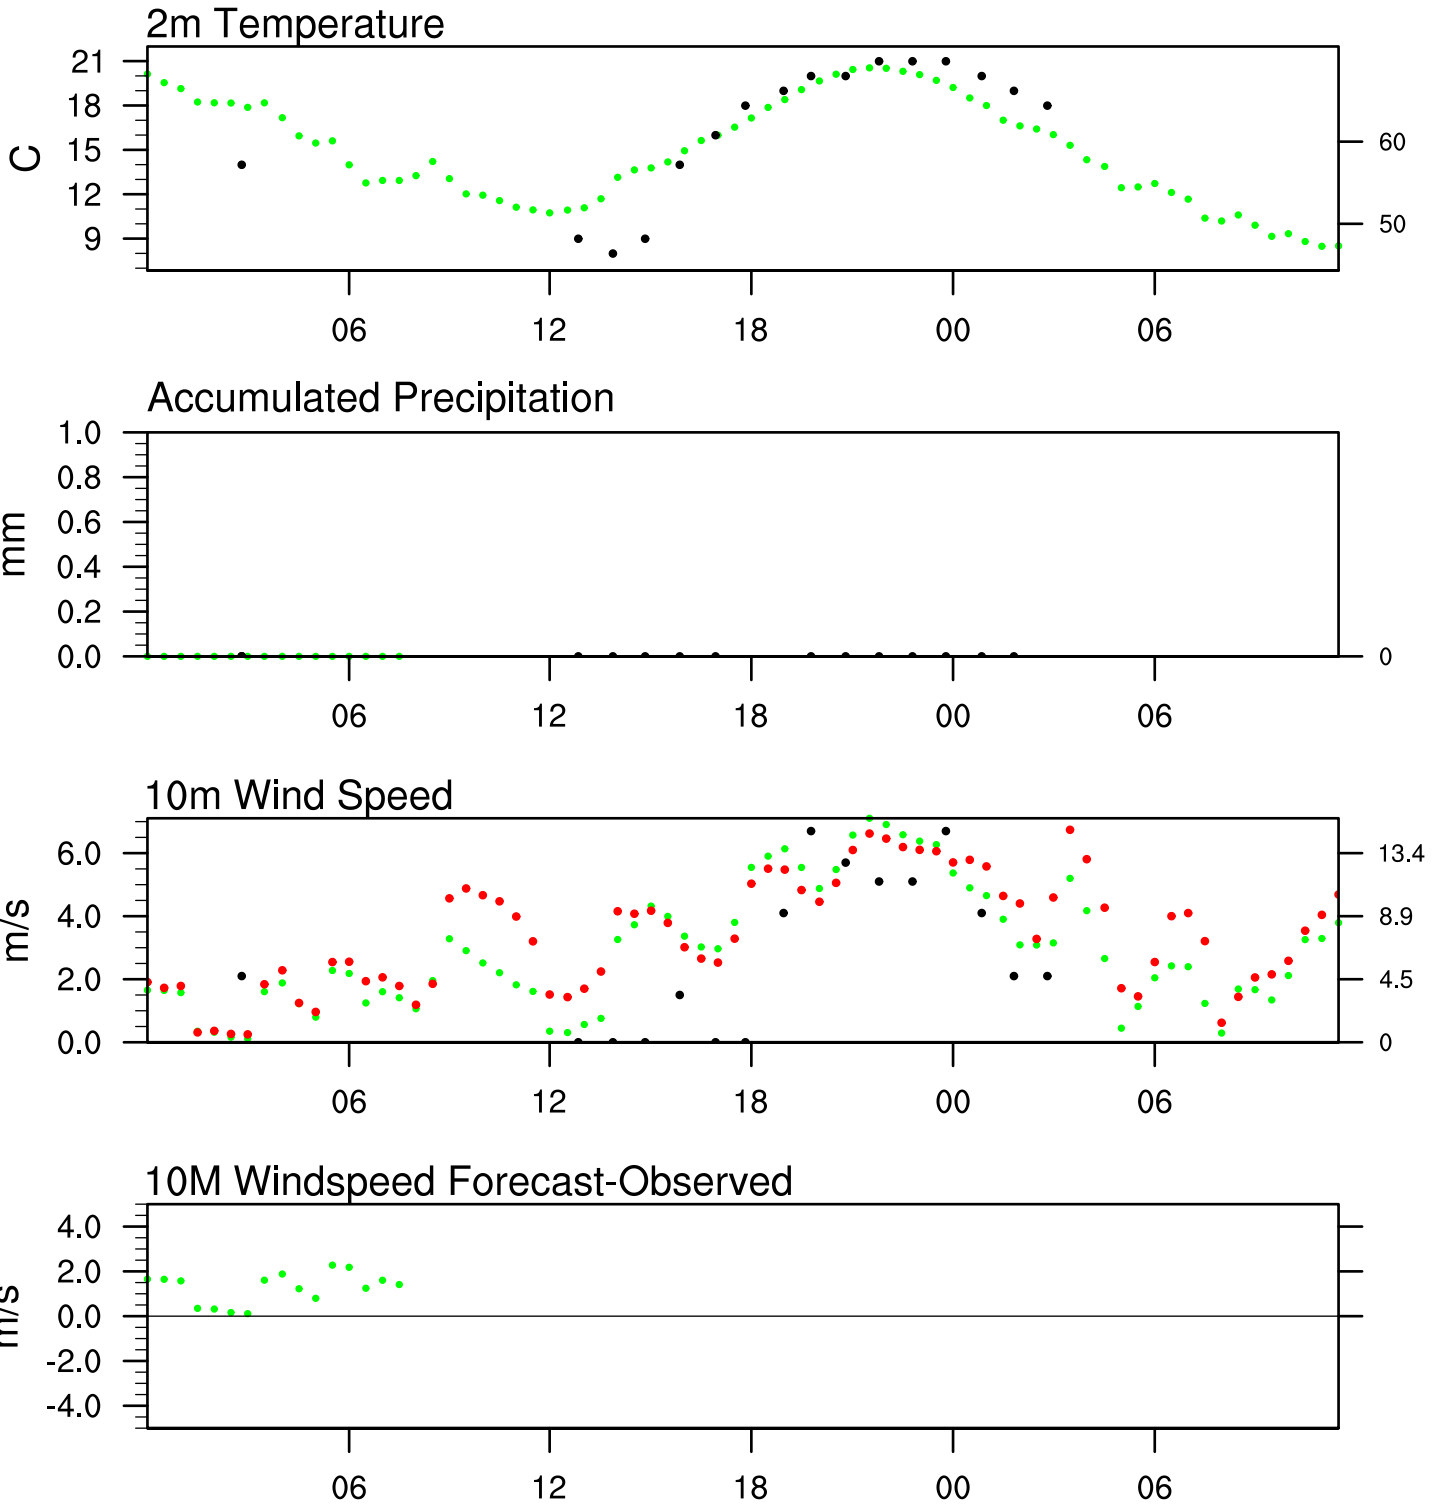 2m Temperature
21
18
15
12
9
C
60
50
06 12 18 00 06
Accumulated Precipitation
1.0
0.8
0.6
0.4
0.2
0.0
mm
0
06 12 18 00 06
10m Wind Speed
6.0
4.0
2.0
0.0
m/s
13.4
8.9
4.5
0
06 12 18 00 06
10M Windspeed Forecast-Observed
4.0
2.0
0.0
-2.0
-4.0
m/s
06 12 18 00 06